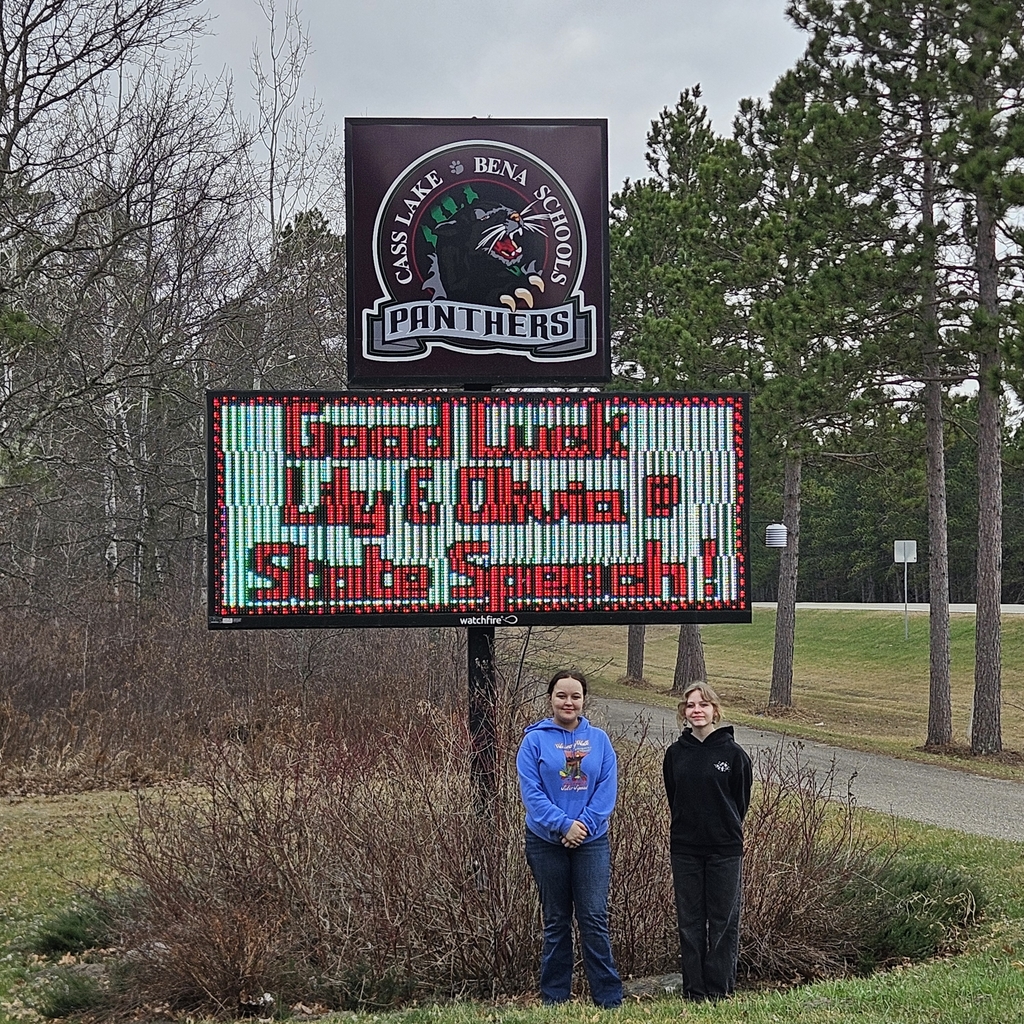 CASS LAKE BENA SCHOOLS
PANTHERS
Good Luck
Lily & Olivia @
State Speech!
watchfire